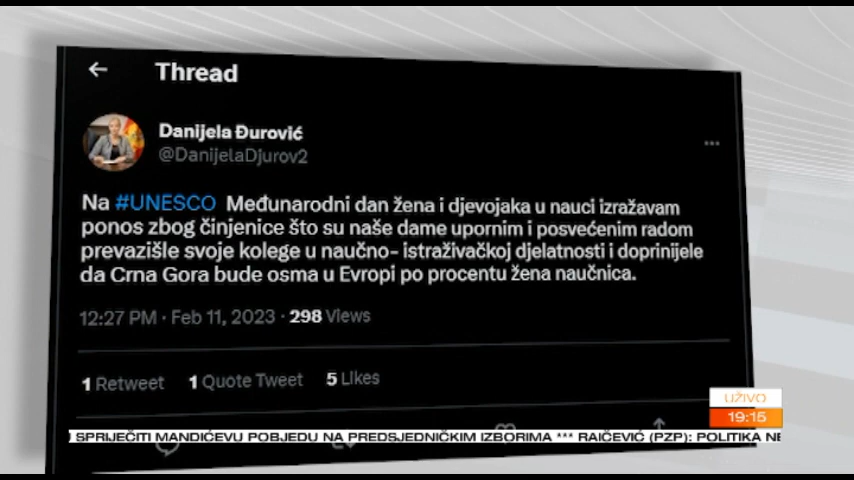 Thread
Danijela Đurović
@DanijelaDjurov2
Na #UNESCO Međunarodni dan žena i djevojaka u nauci izražavam
ponos zbog činjenice što su naše dame upornim i posvećenim radom
prevazišle svoje kolege u naučno- istraživačkoj djelatnosti i doprinijele
da Crna Gora bude osma u Evropi po procentu žena naučnica.
12:27 PM · Feb 11, 2023 · 298 Views
1 Retweet 1 Quote Tweet 5 Likes
UŽIVO
19:15
SPRIJEČITI MANDIĆEVU POBJEDU NA PREDSJEDNIČKIM IZBORIMA *** RAIČEVIĆ (PZP): POLITIKA NE